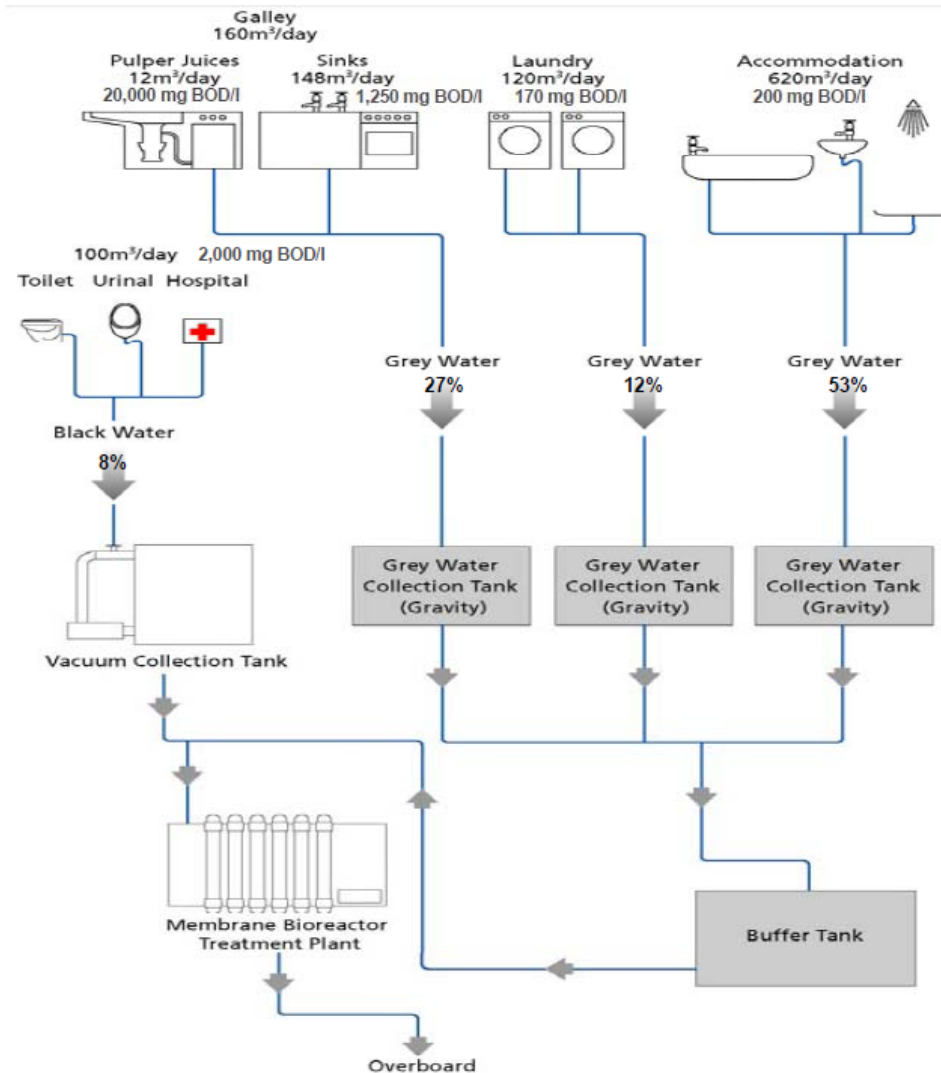 Galley
160m³/day
Pulper Juices
12m³/day
20,000 mg BOD/l
Sinks
148m³/day
1,250 mg BOD/l
Laundry
120m³/day
170 mg BOD/l
Accommodation
620m³/day
200 mg BOD/l
100m³/day 2,000 mg BOD/l
Toilet Urinal Hospital
Black Water
8%
Grey Water
27%
Grey Water
12%
Grey Water
53%
Grey Water
Collection Tank
(Gravity)
Grey Water
Collection Tank
(Gravity)
Grey Water
Collection Tank
(Gravity)
Vacuum Collection Tank
Membrane Bioreactor
Treatment Plant
Buffer Tank
Overboard